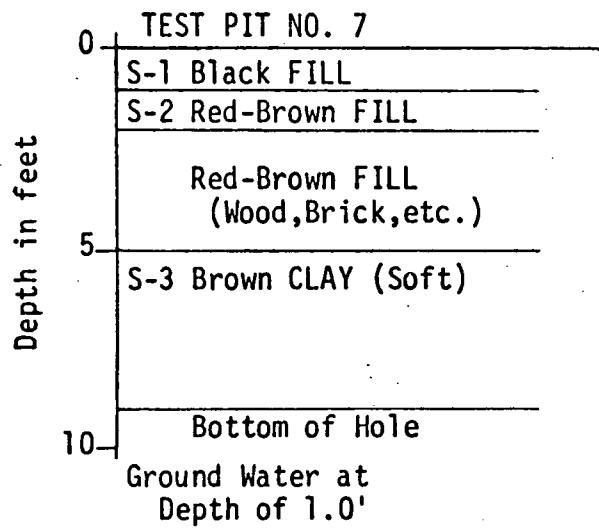 TEST PIT NO. 7
0
S-1 Black FILL
S-2 Red-Brown FILL
Red-Brown FILL
(Wood,Brick,etc.)
Depth in feet
5
S-3 Brown CLAY (Soft)
Bottom of Hole
10
Ground Water at
Depth of 1.0'